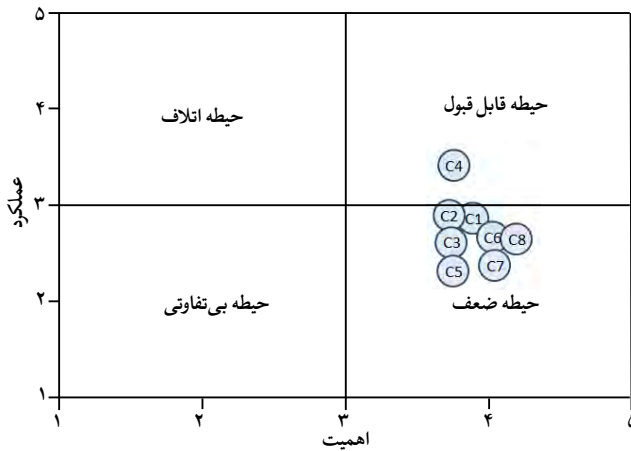 ۵
۴
۳
۲
۱
عملکرد
حیطه اتلاف
حیطه قابل قبول
C4
C2
C1
C3
C6
C8
C5
C7
حیطه بی‌تفاوتی
حیطه ضعف
۱
۲
۳
۴
۵
اهمیت